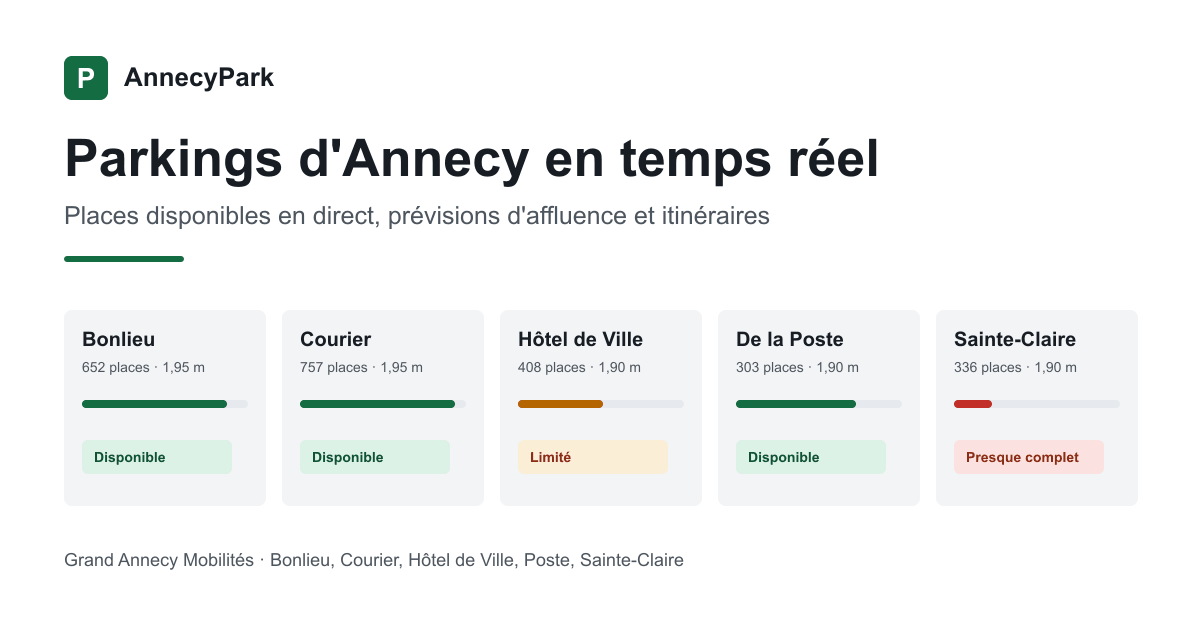 P AnnecyPark
Parkings d'Annecy en temps réel
Places disponibles en direct, prévisions d'affluence et itinéraires
Bonlieu
652 places · 1,95 m
Disponible
Courier
757 places · 1,95 m
Disponible
Hôtel de Ville
408 places · 1,90 m
Limité
De la Poste
303 places · 1,90 m
Disponible
Sainte-Claire
336 places · 1,90 m
Presque complet
Grand Annecy Mobilités · Bonlieu, Courier, Hôtel de Ville, Poste, Sainte-Claire